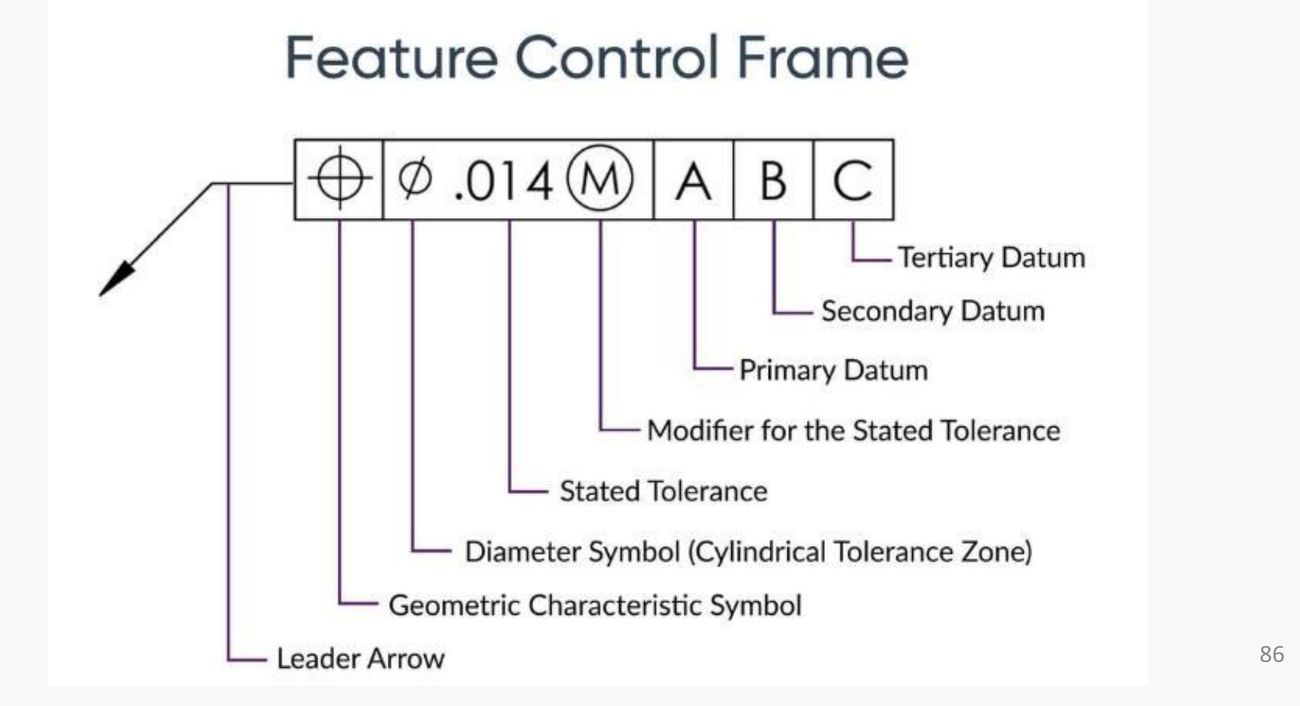 Feature Control Frame
⌖ ⌀ .014 Ⓜ A B C
Tertiary Datum
Secondary Datum
Primary Datum
Modifier for the Stated Tolerance
Stated Tolerance
Diameter Symbol (Cylindrical Tolerance Zone)
Geometric Characteristic Symbol
Leader Arrow
86